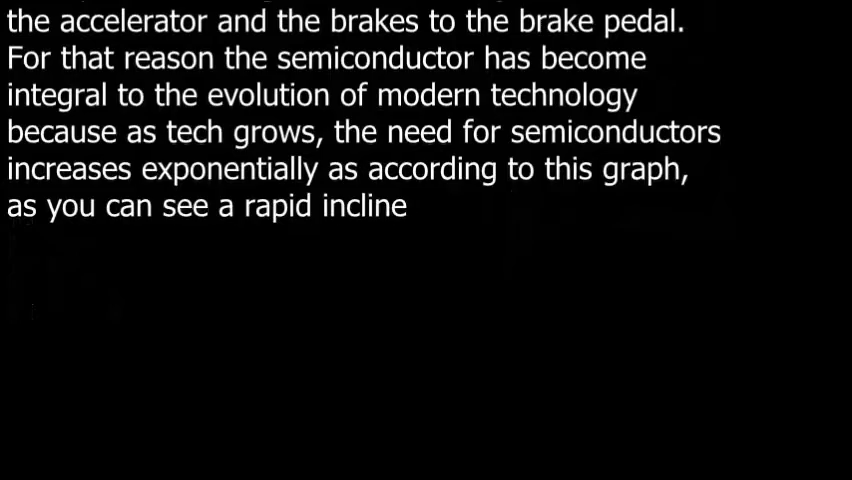 the accelerator and the brakes to the brake pedal.
For that reason the semiconductor has become
integral to the evolution of modern technology
because as tech grows, the need for semiconductors
increases exponentially as according to this graph,
as you can see a rapid incline